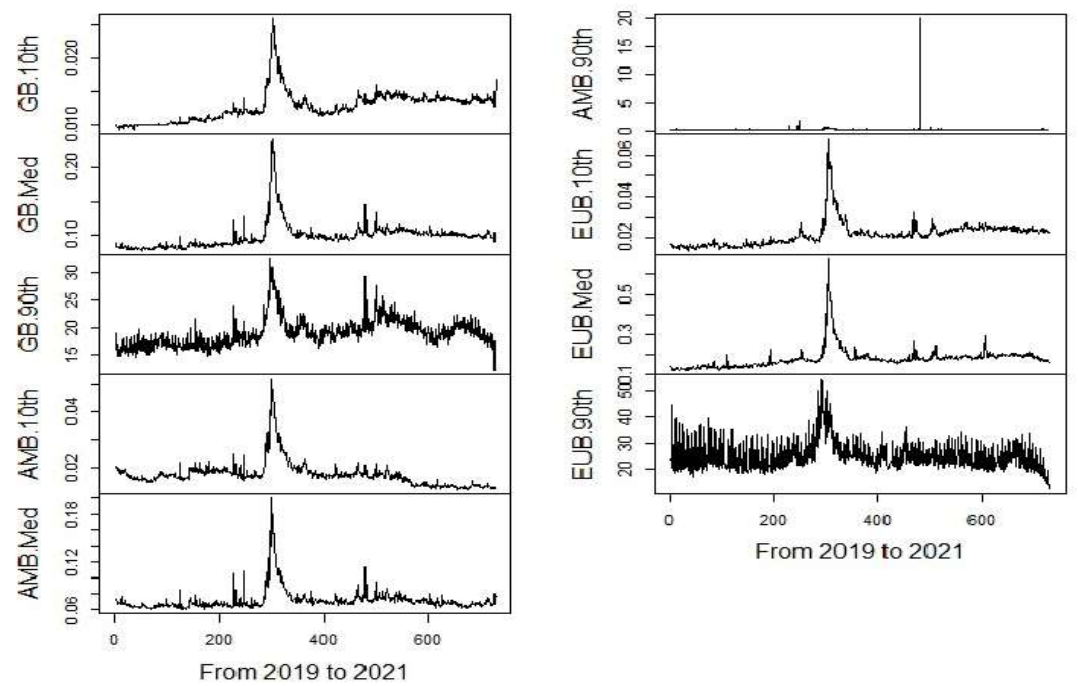 GB.10th
0.010 0.020
GB.Med
0.10 0.20
GB.90th
15 20 25 30
AMB.10th
0.02 0.04
AMB.Med
0.06 0.12 0.18
0 200 400 600
From 2019 to 2021
AMB.90th
0 5 10 15 20
EUB.10th
0.02 0.04 0.06
EUB.Med
0.1 0.3 0.5
EUB.90th
20 30 40 50
0 200 400 600
From 2019 to 2021